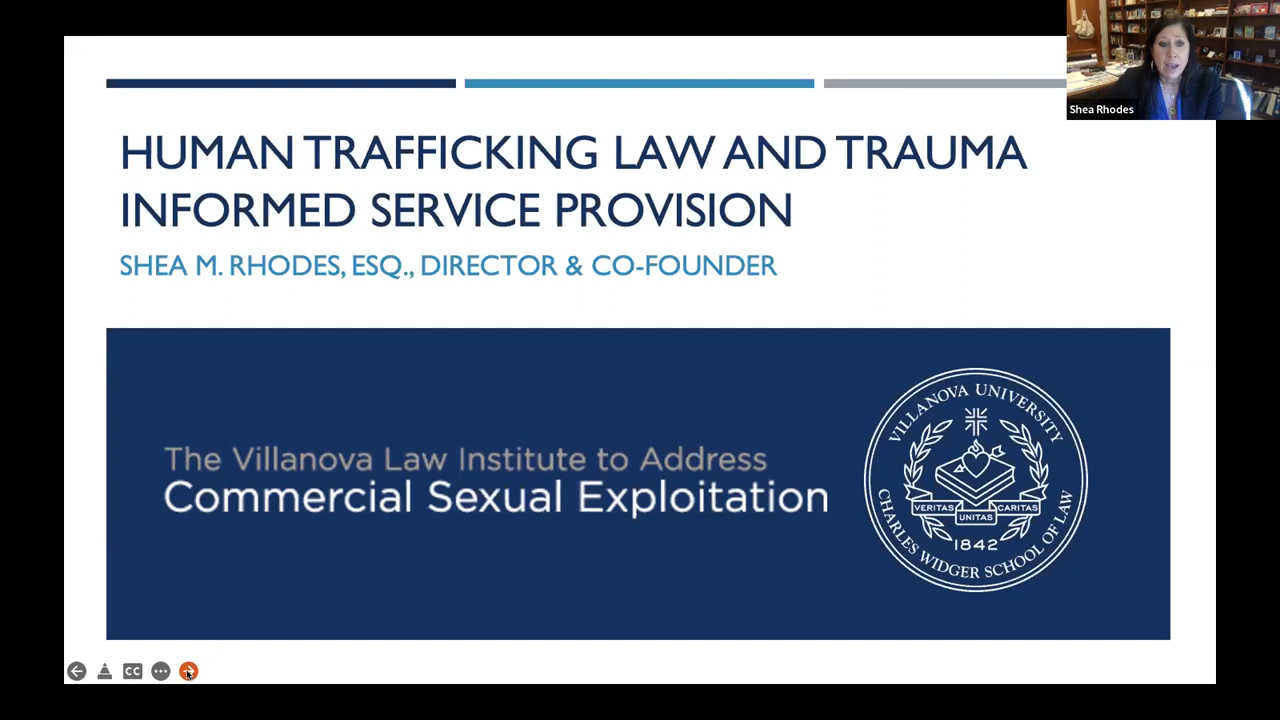 Shea Rhodes
HUMAN TRAFFICKING LAW AND TRAUMA
INFORMED SERVICE PROVISION
SHEA M. RHODES, ESQ., DIRECTOR & CO-FOUNDER
The Villanova Law Institute to Address
Commercial Sexual Exploitation
VILLANOVA UNIVERSITY
VERITAS
UNITAS
CARITAS
1842
CHARLES WIDGER SCHOOL OF LAW
CC